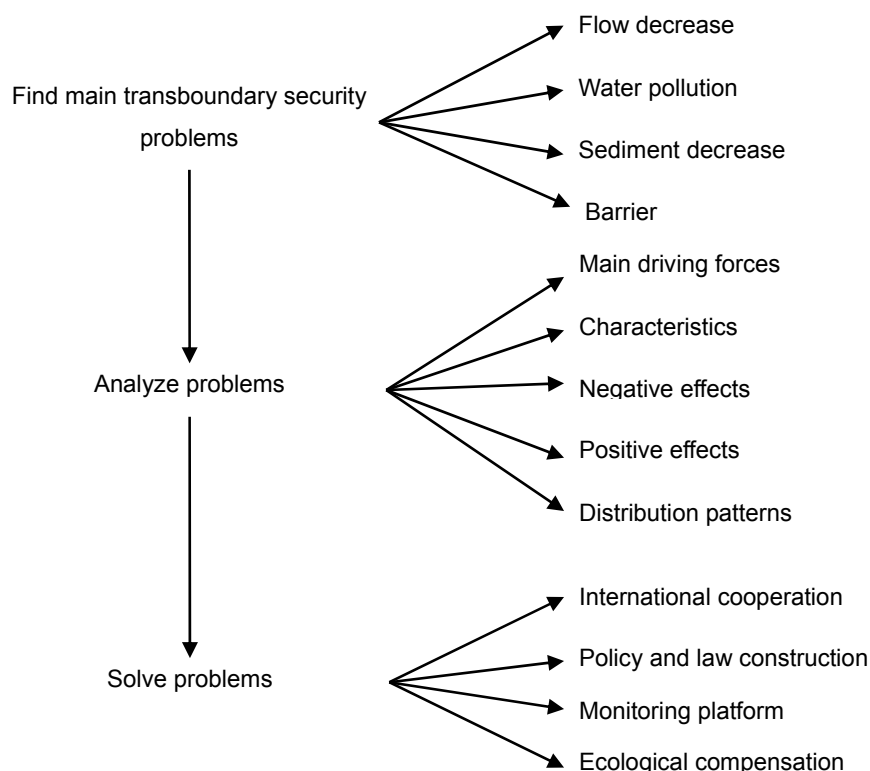 Flow decrease
Find main transboundary security
problems
Water pollution
Sediment decrease
Barrier
Main driving forces
Characteristics
Analyze problems
Negative effects
Positive effects
Distribution patterns
International cooperation
Solve problems
Policy and law construction
Monitoring platform
Ecological compensation